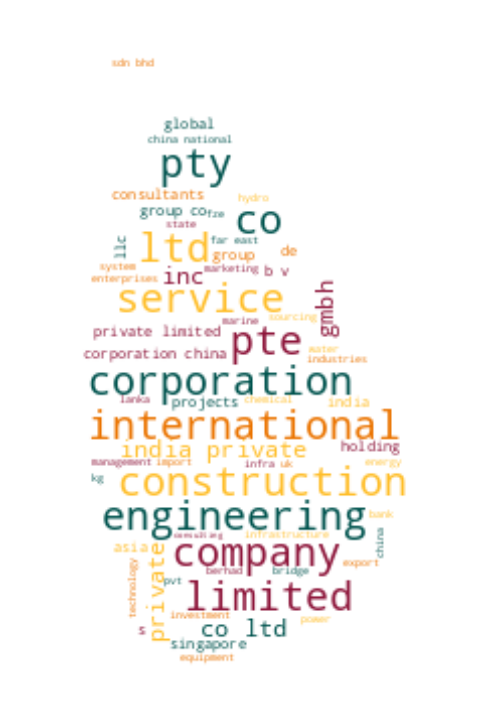 sdn bhd
global
china national
pty
consultants
hydro
group co
fze
co
state
llc
ltd
far east
group
de
system
marketing
b v
enterprises
inc
service
gmbh
marine
sourcing
private limited
pte
water
corporation china
industries
corporation
lanka
projects
chemical
india
international
india private
holding
management
import
infra
uk
energy
kg
construction
engineering
bank
consulting
infrastructure
china
asia
company
private
technology
pvt
berhad
bridge
export
limited
investment
power
s
co ltd
singapore
equipment